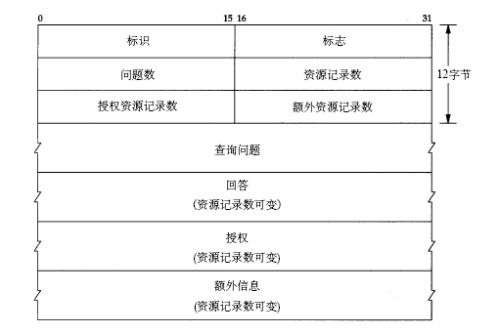 0 15 16 31
标识 标志
问题数 资源记录数 12字节
授权资源记录数 额外资源记录数
查询问题
回答
(资源记录数可变)
授权
(资源记录数可变)
额外信息
(资源记录数可变)